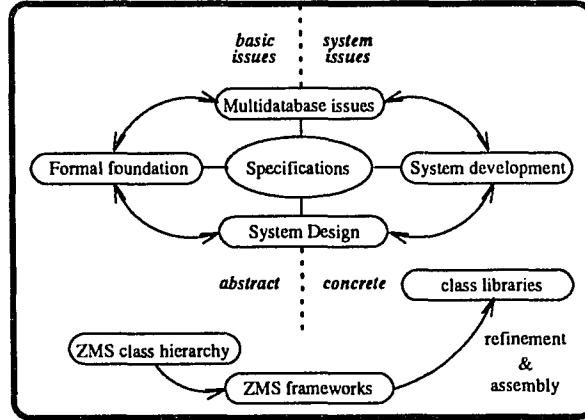 basic issues
system issues
Multidatabase issues
Formal foundation
Specifications
System development
System Design
abstract
concrete
class libraries
ZMS class hierarchy
refinement & assembly
ZMS frameworks